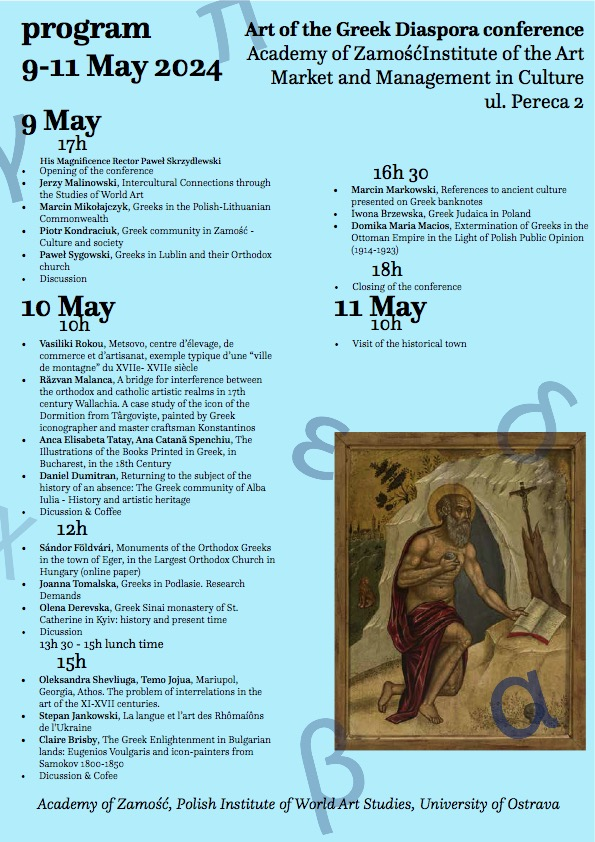 program
9-11 May 2024
Art of the Greek Diaspora conference
Academy of ZamośćInstitute of the Art
Market and Management in Culture
ul. Pereca 2
9 May
17h
His Magnificence Rector Paweł Skrzydlewski
• Opening of the conference
• Jerzy Malinowski, Intercultural Connections through
the Studies of World Art
• Marcin Mikołajczyk, Greeks in the Polish-Lithuanian
Commonwealth
• Piotr Kondraciuk, Greek community in Zamość -
Culture and society
• Paweł Sygowski, Greeks in Lublin and their Orthodox
church
• Discussion
10 May
10h
• Vasiliki Rokou, Metsovo, centre d’élevage, de
commerce et d’artisanat, exemple typique d’une “ville
de montagne” du XVIIe- XVIIe siècle
• Răzvan Malanca, A bridge for interference between
the orthodox and catholic artistic realms in 17th
century Wallachia. A case study of the icon of the
Dormition from Târgoviște, painted by Greek
iconographer and master craftsman Konstantinos
• Anca Elisabeta Tatay, Ana Catană Spenchiu, The
Illustrations of the Books Printed in Greek, in
Bucharest, in the 18th Century
• Daniel Dumitran, Returning to the subject of the
history of an absence: The Greek community of Alba
Iulia - History and artistic heritage
• Dicussion & Coffee
12h
• Sándor Földvári, Monuments of the Orthodox Greeks
in the town of Eger, in the Largest Orthodox Church in
Hungary (online paper)
• Joanna Tomalska, Greeks in Podlasie. Research
Demands
• Olena Derevska, Greek Sinai monastery of St.
Catherine in Kyiv: history and present time
• Dicussion
13h 30 - 15h lunch time
15h
• Oleksandra Shevliuga, Temo Jojua, Mariupol,
Georgia, Athos. The problem of interrelations in the
art of the XI-XVII centuries.
• Stepan Jankowski, La langue et l’art des Rhômaíôns
de l’Ukraine
• Claire Brisby, The Greek Enlightenment in Bulgarian
lands: Eugenios Voulgaris and icon-painters from
Samokov 1800-1850
• Dicussion & Cofee
16h 30
• Marcin Markowski, References to ancient culture
presented on Greek banknotes
• Iwona Brzewska, Greek Judaica in Poland
• Domika Maria Macios, Extermination of Greeks in the
Ottoman Empire in the Light of Polish Public Opinion
(1914-1923)
18h
• Closing of the conference
11 May
10h
• Visit of the historical town
π
γ
χ
ε
σ
α
β
Academy of Zamość, Polish Institute of World Art Studies, University of Ostrava